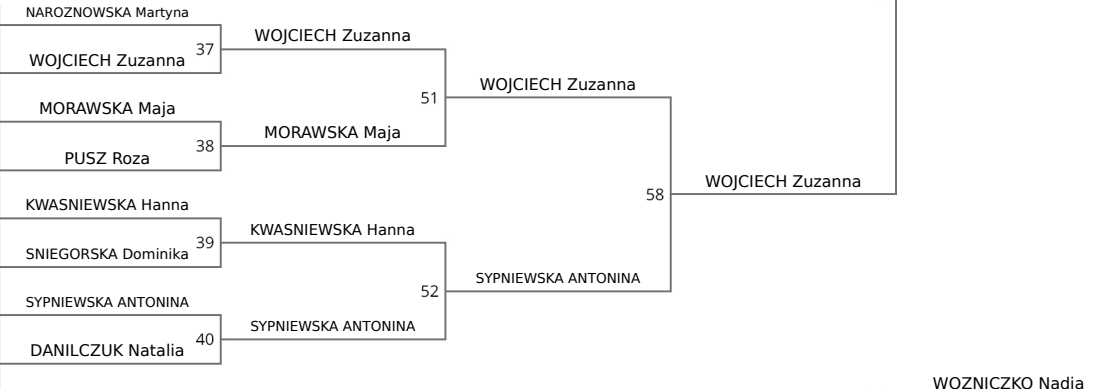 NAROZNOWSKA Martyna
WOJCIECH Zuzanna
37
WOJCIECH Zuzanna
WOJCIECH Zuzanna
51
MORAWSKA Maja
MORAWSKA Maja
38
PUSZ Roza
WOJCIECH Zuzanna
58
KWASNIEWSKA Hanna
KWASNIEWSKA Hanna
39
SNIEGORSKA Dominika
SYPNIEWSKA ANTONINA
52
SYPNIEWSKA ANTONINA
SYPNIEWSKA ANTONINA
40
DANILCZUK Natalia
WOZNICZKO Nadia